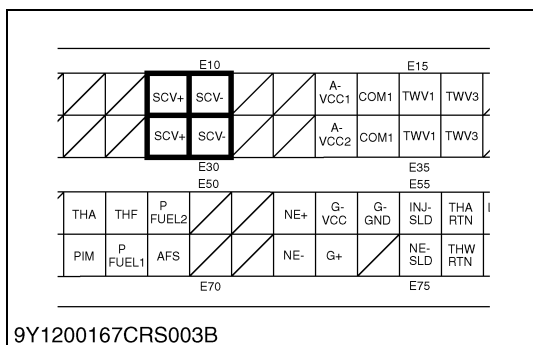 E10 E15
SCV+ SCV- A-VCC1 COM1 TWV1 TWV3
SCV+ SCV- A-VCC2 COM1 TWV1 TWV3
E30 E35
E50 E55
THA THF P FUEL2 NE+ G-VCC G-GND INJ-SLD THA RTN
PIM P FUEL1 AFS NE- G+ NE-SLD THW RTN
E70 E75
9Y1200167CRS003B